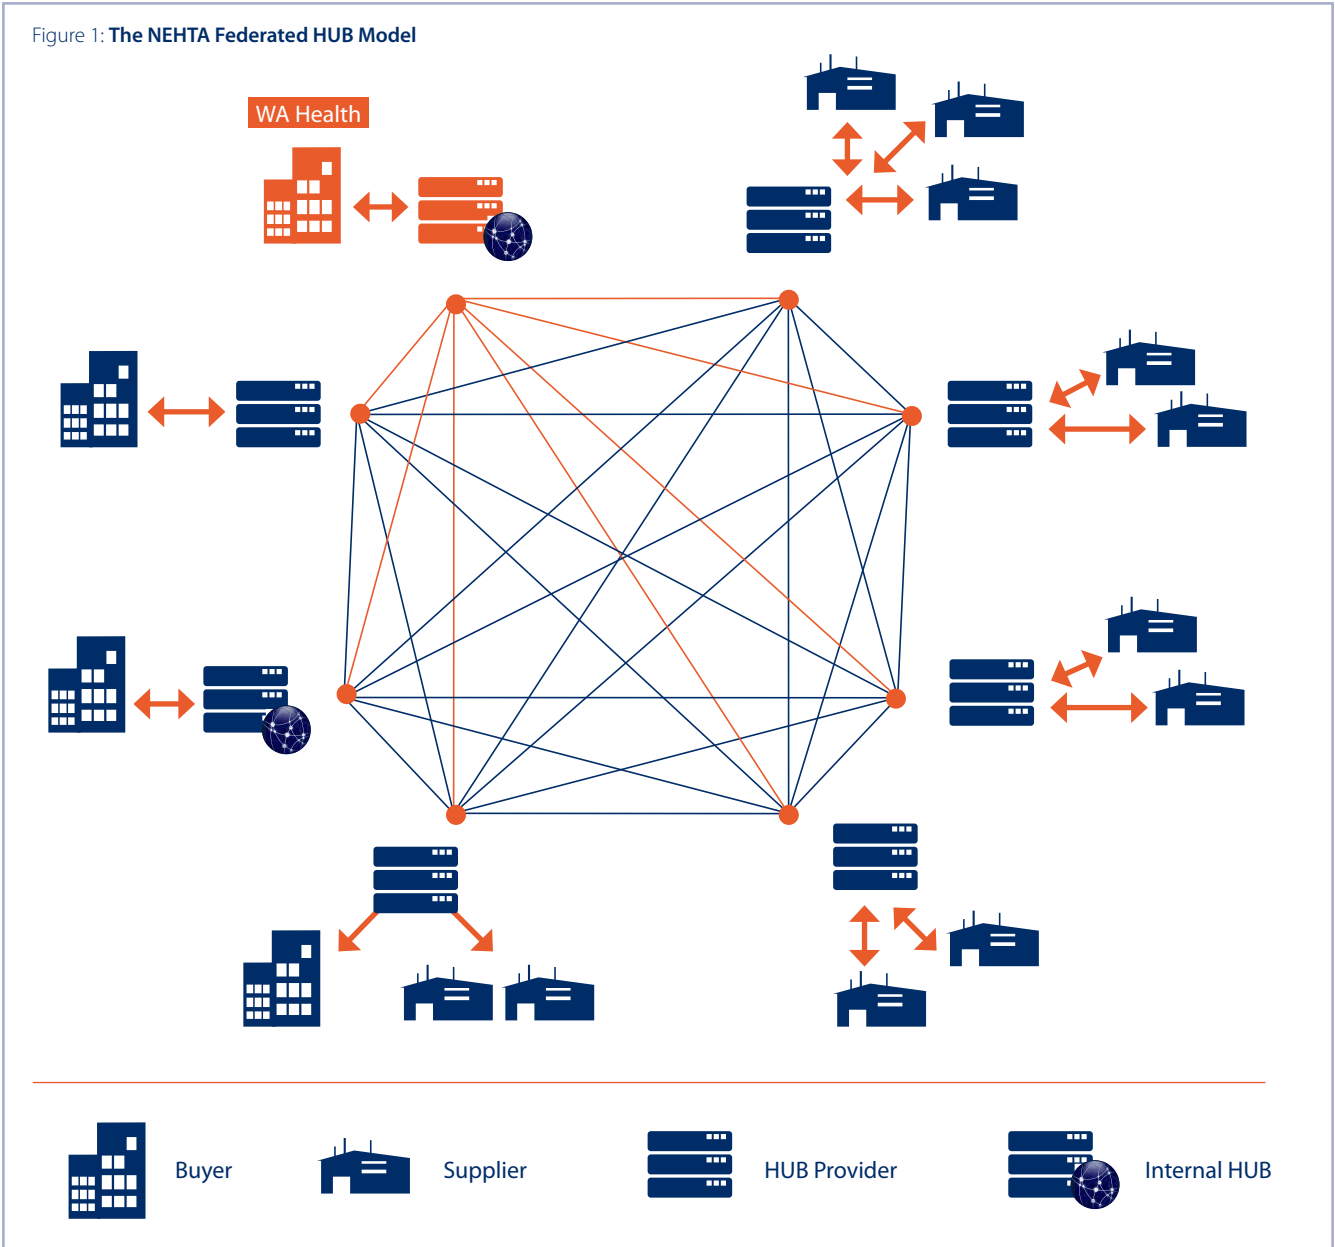 Figure 1: The NEHTA Federated HUB Model
WA Health
Buyer
Supplier
HUB Provider
Internal HUB